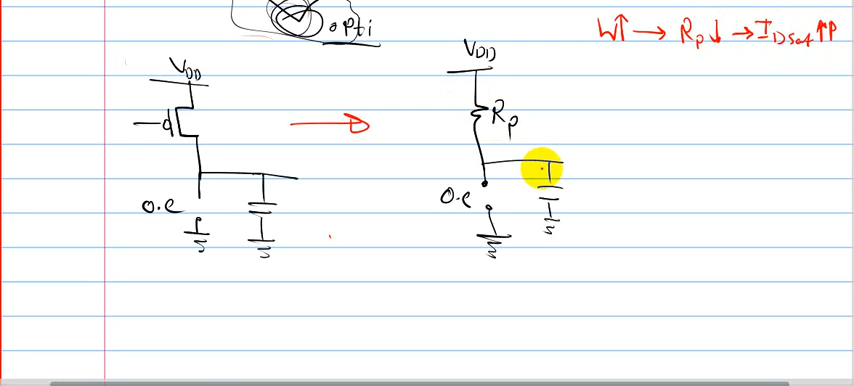 opti
W↑ → Rp↓ → IDsat ↑↑
VDD
VDD
Rp
O.C
O.C